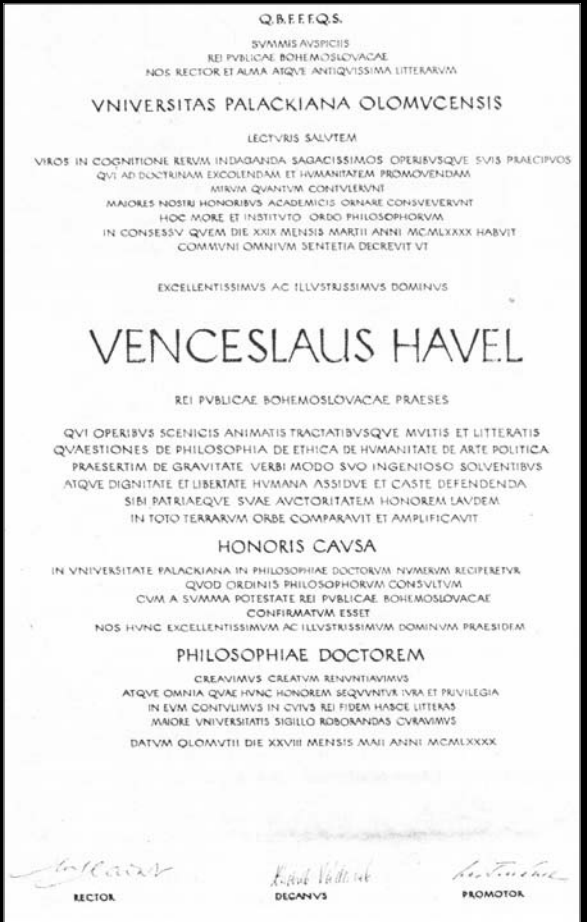 Q.B.F.F.F.Q.S.
SVMMIS AVSPICIIS
REI PVBLICAE BOHEMOSLOVACAE
NOS RECTOR ET ALMA ATQVE ANTIQVISSIMA LITTERARVM
VNIVERSITAS PALACKIANA OLOMVCENSIS
LECTVRIS SALVTEM
VIROS IN COGNITIONE RERVM INDAGANDA SAGACISSIMOS OPERIBVSQVE SVIS PRAECIPVOS
QVI AD DOCTRINAM EXCOLENDAM ET HVMANITATEM PROMOVENDAM
MIRVM QVANTVM CONTVLERVNT
MAIORES NOSTRI HONORIBVS ACADEMICIS ORNARE CONSVEVERVNT
HOC MORE ET INSTITVTO ORDO PHILOSOPHORVM
IN CONSESSV QVEM DIE XXIX MENSIS MARTII ANNI MCMLXXXX HABVIT
COMMVNI OMNIVM SENTETIA DECREVIT VT
EXCELLENTISSIMVS AC ILLVSTRISSIMVS DOMINVS
VENCESLAUS HAVEL
REI PVBLICAE BOHEMOSLOVACAE PRAESES
QVI OPERIBVS SCENICIS ANIMATIS TRACTATIBVSQVE MVLTIS ET LITTERATIS
QVAESTIONES DE PHILOSOPHIA DE ETHICA DE HVMANITATE DE ARTE POLITICA
PRAESERTIM DE GRAVITATE VERBI MODO SVO INGENIOSO SOLVENTIBVS
ATQVE DIGNITATE ET LIBERTATE HVMANA ASSIDVE ET CASTE DEFENDENDA
SIBI PATRIAEQVE SVAE AVCTORITATEM HONOREM LAVDEM
IN TOTO TERRARVM ORBE COMPARAVIT ET AMPLIFICAVIT
HONORIS CAVSA
IN VNIVERSITATE PALACKIANA IN PHILOSOPHIAE DOCTORVM NVMERVM RECIPERETVR
QVOD ORDINIS PHILOSOPHORVM CONSVLTVM
CVM A SVMMA POTESTATE REI PVBLICAE BOHEMOSLOVACAE
CONFIRMATVM ESSET
NOS HVNC EXCELLENTISSIMVM AC ILLVSTRISSIMVM DOMINVM PRAESIDEM
PHILOSOPHIAE DOCTOREM
CREAVIMVS CREATVM RENVNTIAVIMVS
ATQVE OMNIA QVAE HVNC HONOREM SEQVVNTVR IVRA ET PRIVILEGIA
IN EVM CONTVLIMVS IN CVIVS REI FIDEM HASCE LITTERAS
MAIORE VNIVERSITATIS SIGILLO ROBORANDAS CVRAVIMVS
DATVM OLOMVTII DIE XXVIII MENSIS MAII ANNI MCMLXXXX
RECTOR DECANVS PROMOTOR